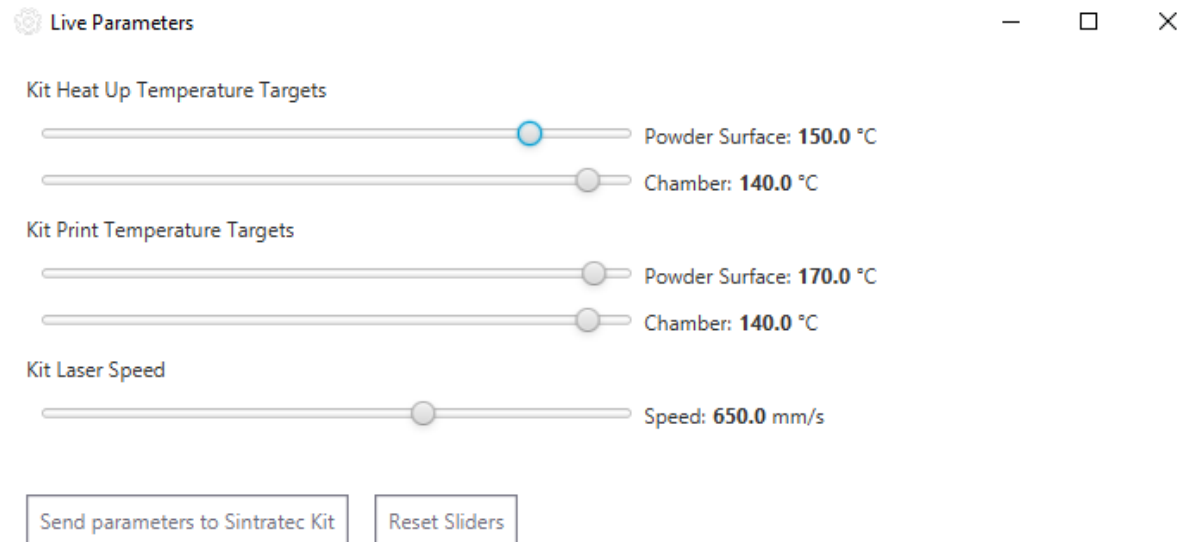 Live Parameters
Kit Heat Up Temperature Targets
Powder Surface: 150.0 °C
Chamber: 140.0 °C
Kit Print Temperature Targets
Powder Surface: 170.0 °C
Chamber: 140.0 °C
Kit Laser Speed
Speed: 650.0 mm/s
Send parameters to Sintratec Kit Reset Sliders